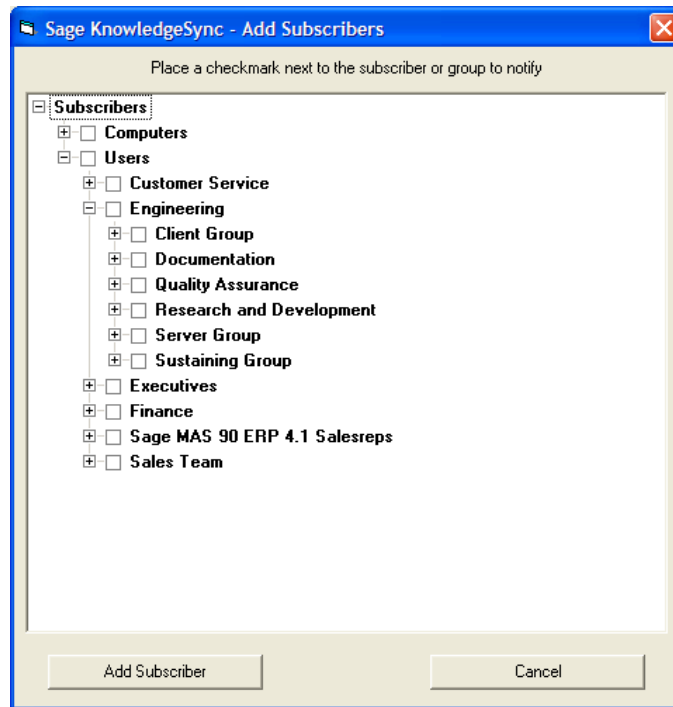 Sage KnowledgeSync - Add Subscribers
Place a checkmark next to the subscriber or group to notify
Subscribers
Computers
Users
Customer Service
Engineering
Client Group
Documentation
Quality Assurance
Research and Development
Server Group
Sustaining Group
Executives
Finance
Sage MAS 90 ERP 4.1 Salesreps
Sales Team
Add Subscriber Cancel